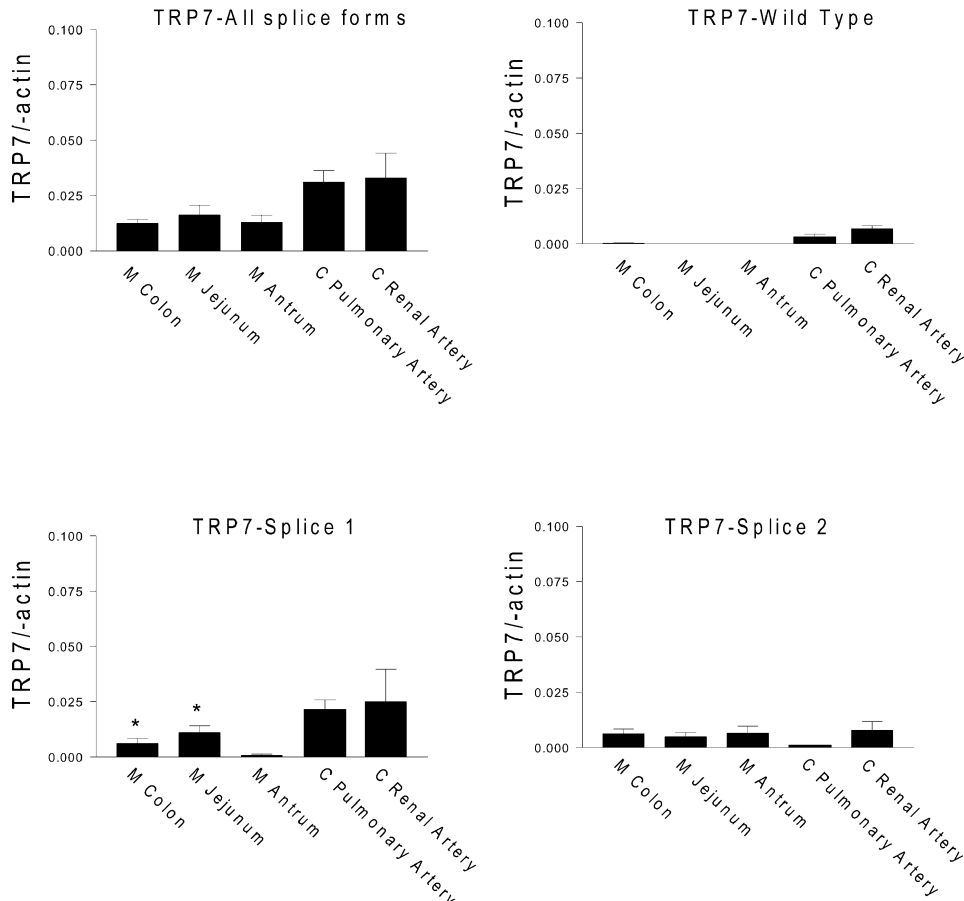 TRP7-All splice forms
TRP7/-actin
0.100
0.075
0.050
0.025
0.000
M Colon
M Jejunum
M Antrum
C Pulmonary Artery
C Renal Artery
TRP7-Wild Type
TRP7/-actin
0.100
0.075
0.050
0.025
0.000
M Colon
M Jejunum
M Antrum
C Pulmonary Artery
C Renal Artery
TRP7-Splice 1
TRP7/-actin
0.100
0.075
0.050
0.025
0.000
* *
M Colon
M Jejunum
M Antrum
C Pulmonary Artery
C Renal Artery
TRP7-Splice 2
TRP7/-actin
0.100
0.075
0.050
0.025
0.000
M Colon
M Jejunum
M Antrum
C Pulmonary Artery
C Renal Artery